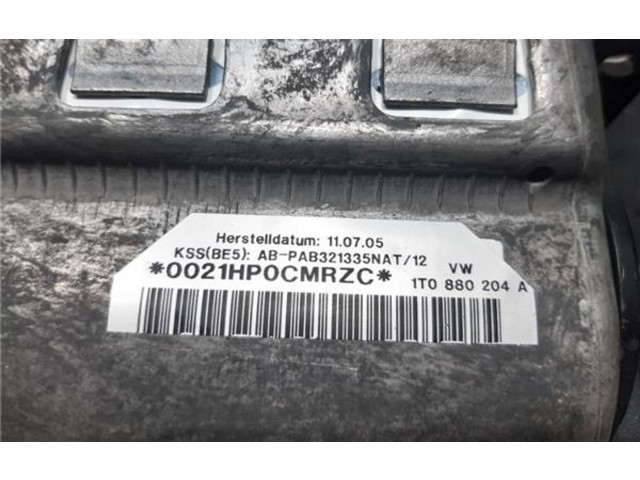 Herstelldatum: 11.07.05
KSS(BE5): AB-PAB321335NAT/12
*0021HP0CMRZC*
VW
1T0 880 204 A